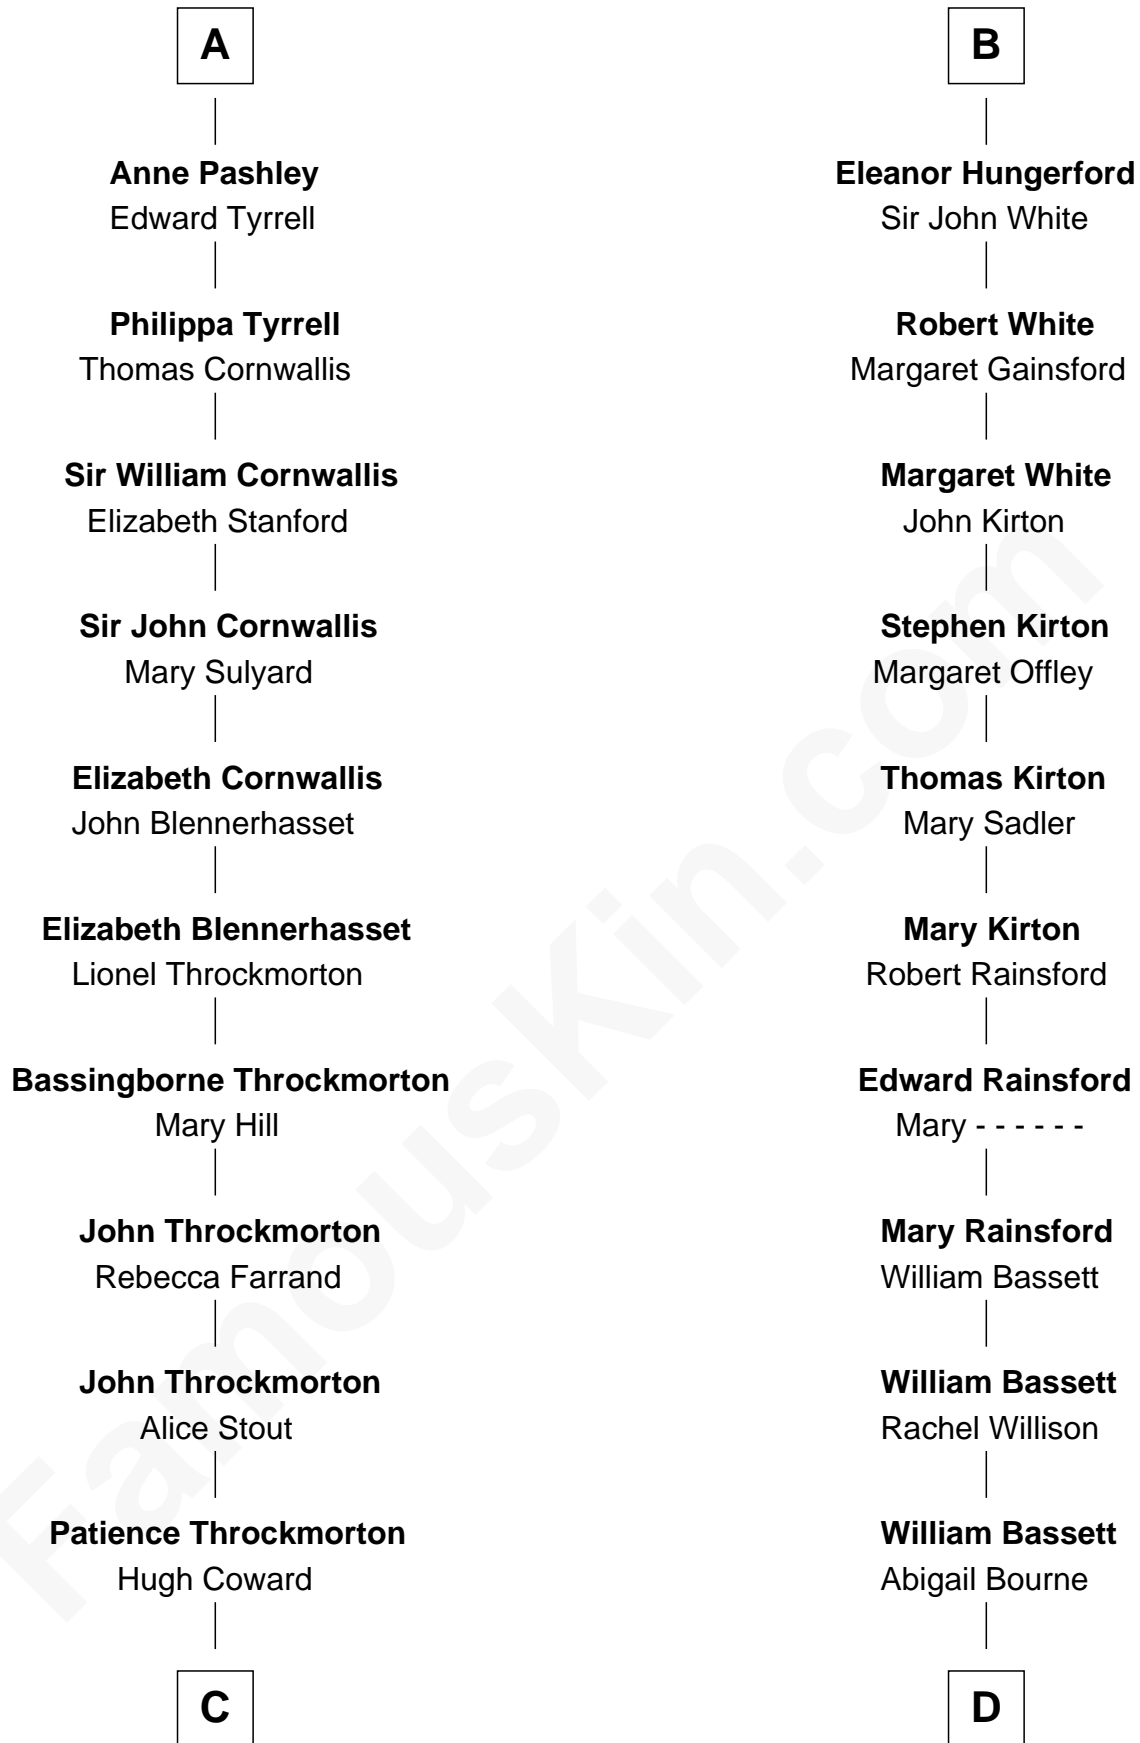 A
Anne Pashley
Edward Tyrrell
Philippa Tyrrell
Thomas Cornwallis
Sir William Cornwallis
Elizabeth Stanford
Sir John Cornwallis
Mary Sulyard
Elizabeth Cornwallis
John Blennerhasset
Elizabeth Blennerhasset
Lionel Throckmorton
Bassingborne Throckmorton
Mary Hill
John Throckmorton
Rebecca Farrand
John Throckmorton
Alice Stout
Patience Throckmorton
Hugh Coward
C
B
Eleanor Hungerford
Sir John White
Robert White
Margaret Gainsford
Margaret White
John Kirton
Stephen Kirton
Margaret Offley
Thomas Kirton
Mary Sadler
Mary Kirton
Robert Rainsford
Edward Rainsford
Mary - - - - - -
Mary Rainsford
William Bassett
William Bassett
Rachel Willison
William Bassett
Abigail Bourne
D
FamousKin.com